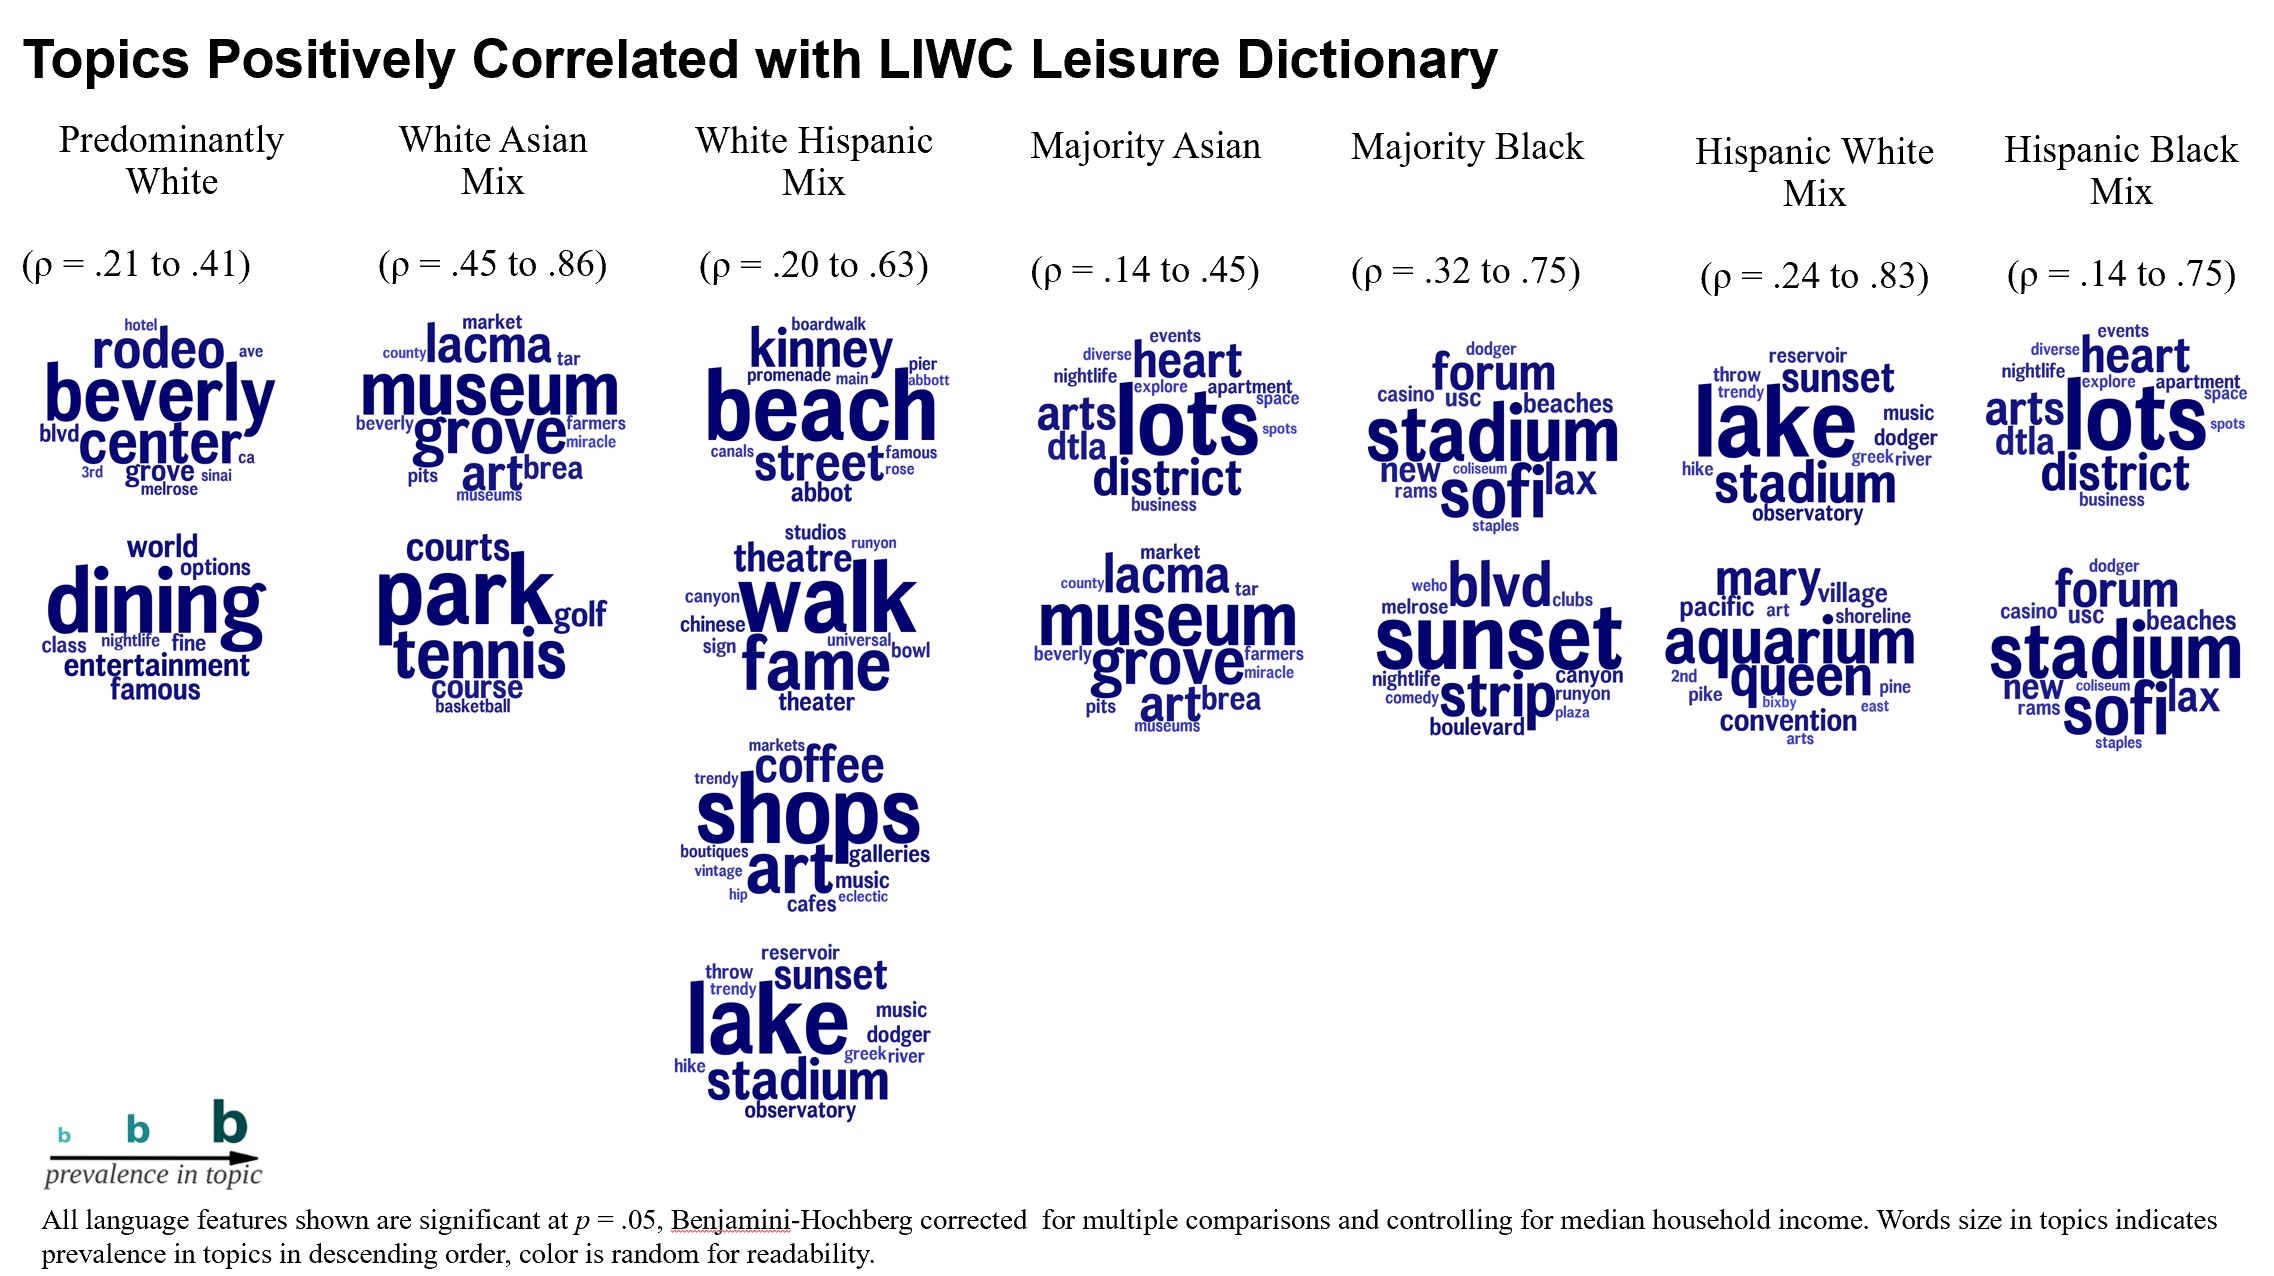 Topics Positively Correlated with LIWC Leisure Dictionary
Predominantly
White
(ρ = .21 to .41)
hotel
rodeo ave
beverly
blvd center ca
3rd grove sinai
melrose
world
options
dining
class nightlife fine
entertainment
famous
White Asian
Mix
(ρ = .45 to .86)
market
county lacma tar
museum
beverly grove farmers
miracle
pits art brea
museums
courts
park
golf
tennis
course
basketball
White Hispanic
Mix
(ρ = .20 to .63)
boardwalk
kinney
pier
promenade main abbott
beach
canals street famous
rose
abbot
studios
theatre runyon
canyon walk
chinese
sign universal bowl
fame
theater
markets
coffee
trendy
shops
boutiques galleries
vintage art music
hip eclectic
cafes
reservoir
throw sunset
trendy
lake music
dodger
greek river
hike stadium
observatory
Majority Asian
(ρ = .14 to .45)
events
diverse heart
nightlife explore apartment
space
arts lots spots
dtla
district
business
market
county lacma tar
museum
beverly grove farmers
miracle
pits art brea
museums
Majority Black
(ρ = .32 to .75)
dodger
forum
casino usc beaches
stadium
new coliseum
rams sofi lax
staples
weho blvd clubs
melrose
sunset
nightlife canyon
comedy strip runyon
plaza
boulevard
Hispanic White
Mix
(ρ = .24 to .83)
reservoir
throw sunset
trendy
lake music
dodger
greek river
hike stadium
observatory
mary village
pacific art shoreline
aquarium
2nd queen pine
pike bixby east
convention
arts
Hispanic Black
Mix
(ρ = .14 to .75)
events
diverse heart
nightlife explore apartment
space
arts lots spots
dtla
district
business
dodger
forum
casino usc beaches
stadium
new coliseum
rams sofi lax
staples
b b b
prevalence in topic
All language features shown are significant at p = .05, Benjamini-Hochberg corrected for multiple comparisons and controlling for median household income. Words size in topics indicates
prevalence in topics in descending order, color is random for readability.